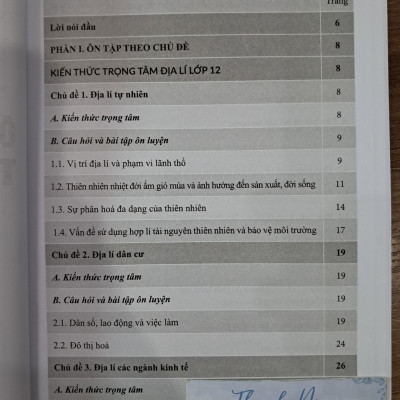 Trang
Lời nói đầu 6
PHẦN I. ÔN TẬP THEO CHỦ ĐỀ 8
KIẾN THỨC TRỌNG TÂM ĐỊA LÍ LỚP 12 8
Chủ đề 1. Địa lí tự nhiên 8
A. Kiến thức trọng tâm 8
B. Câu hỏi và bài tập ôn luyện 9
1.1. Vị trí địa lí và phạm vi lãnh thổ 9
1.2. Thiên nhiên nhiệt đới ẩm gió mùa và ảnh hưởng đến sản xuất, đời sống 11
1.3. Sự phân hoá đa dạng của thiên nhiên 14
1.4. Vấn đề sử dụng hợp lí tài nguyên thiên nhiên và bảo vệ môi trường 17
Chủ đề 2. Địa lí dân cư 19
A. Kiến thức trọng tâm 19
B. Câu hỏi và bài tập ôn luyện 19
2.1. Dân số, lao động và việc làm 19
2.2. Đô thị hoá 24
Chủ đề 3. Địa lí các ngành kinh tế 26
A. Kiến thức trọng tâm